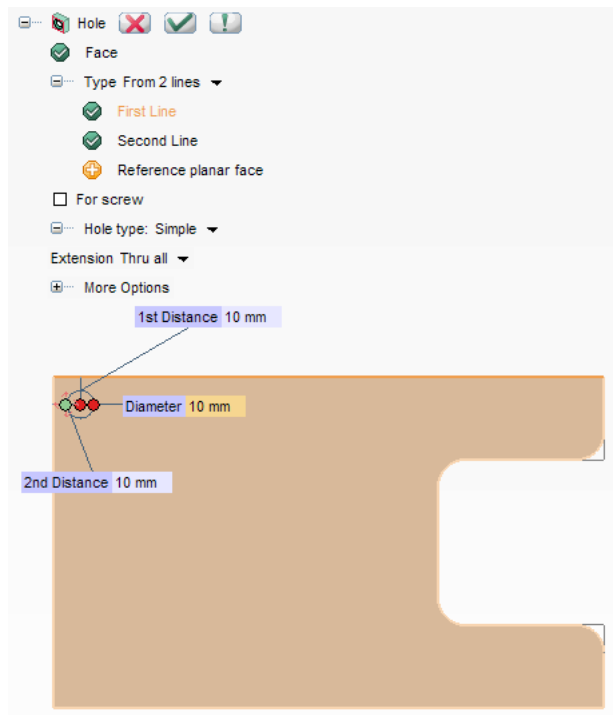 Hole
Face
Type From 2 lines
First Line
Second Line
Reference planar face
For screw
Hole type: Simple
Extension Thru all
More Options
1st Distance 10 mm
Diameter 10 mm
2nd Distance 10 mm